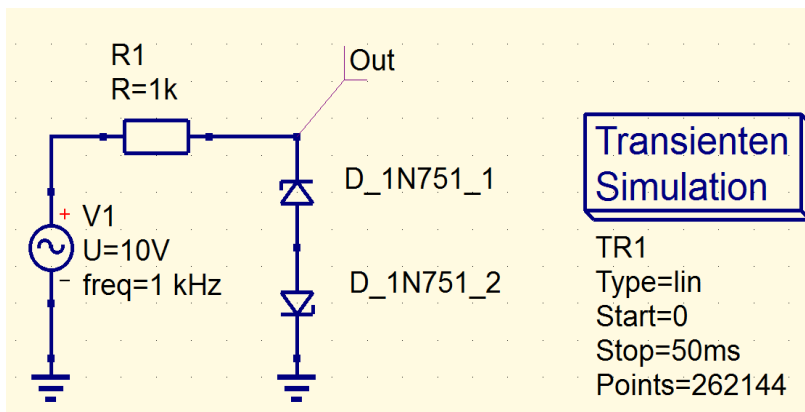 R1
R=1k
Out
D_1N751_1
+ V1
U=10V
– freq=1 kHz
D_1N751_2
Transienten
Simulation
TR1
Type=lin
Start=0
Stop=50ms
Points=262144